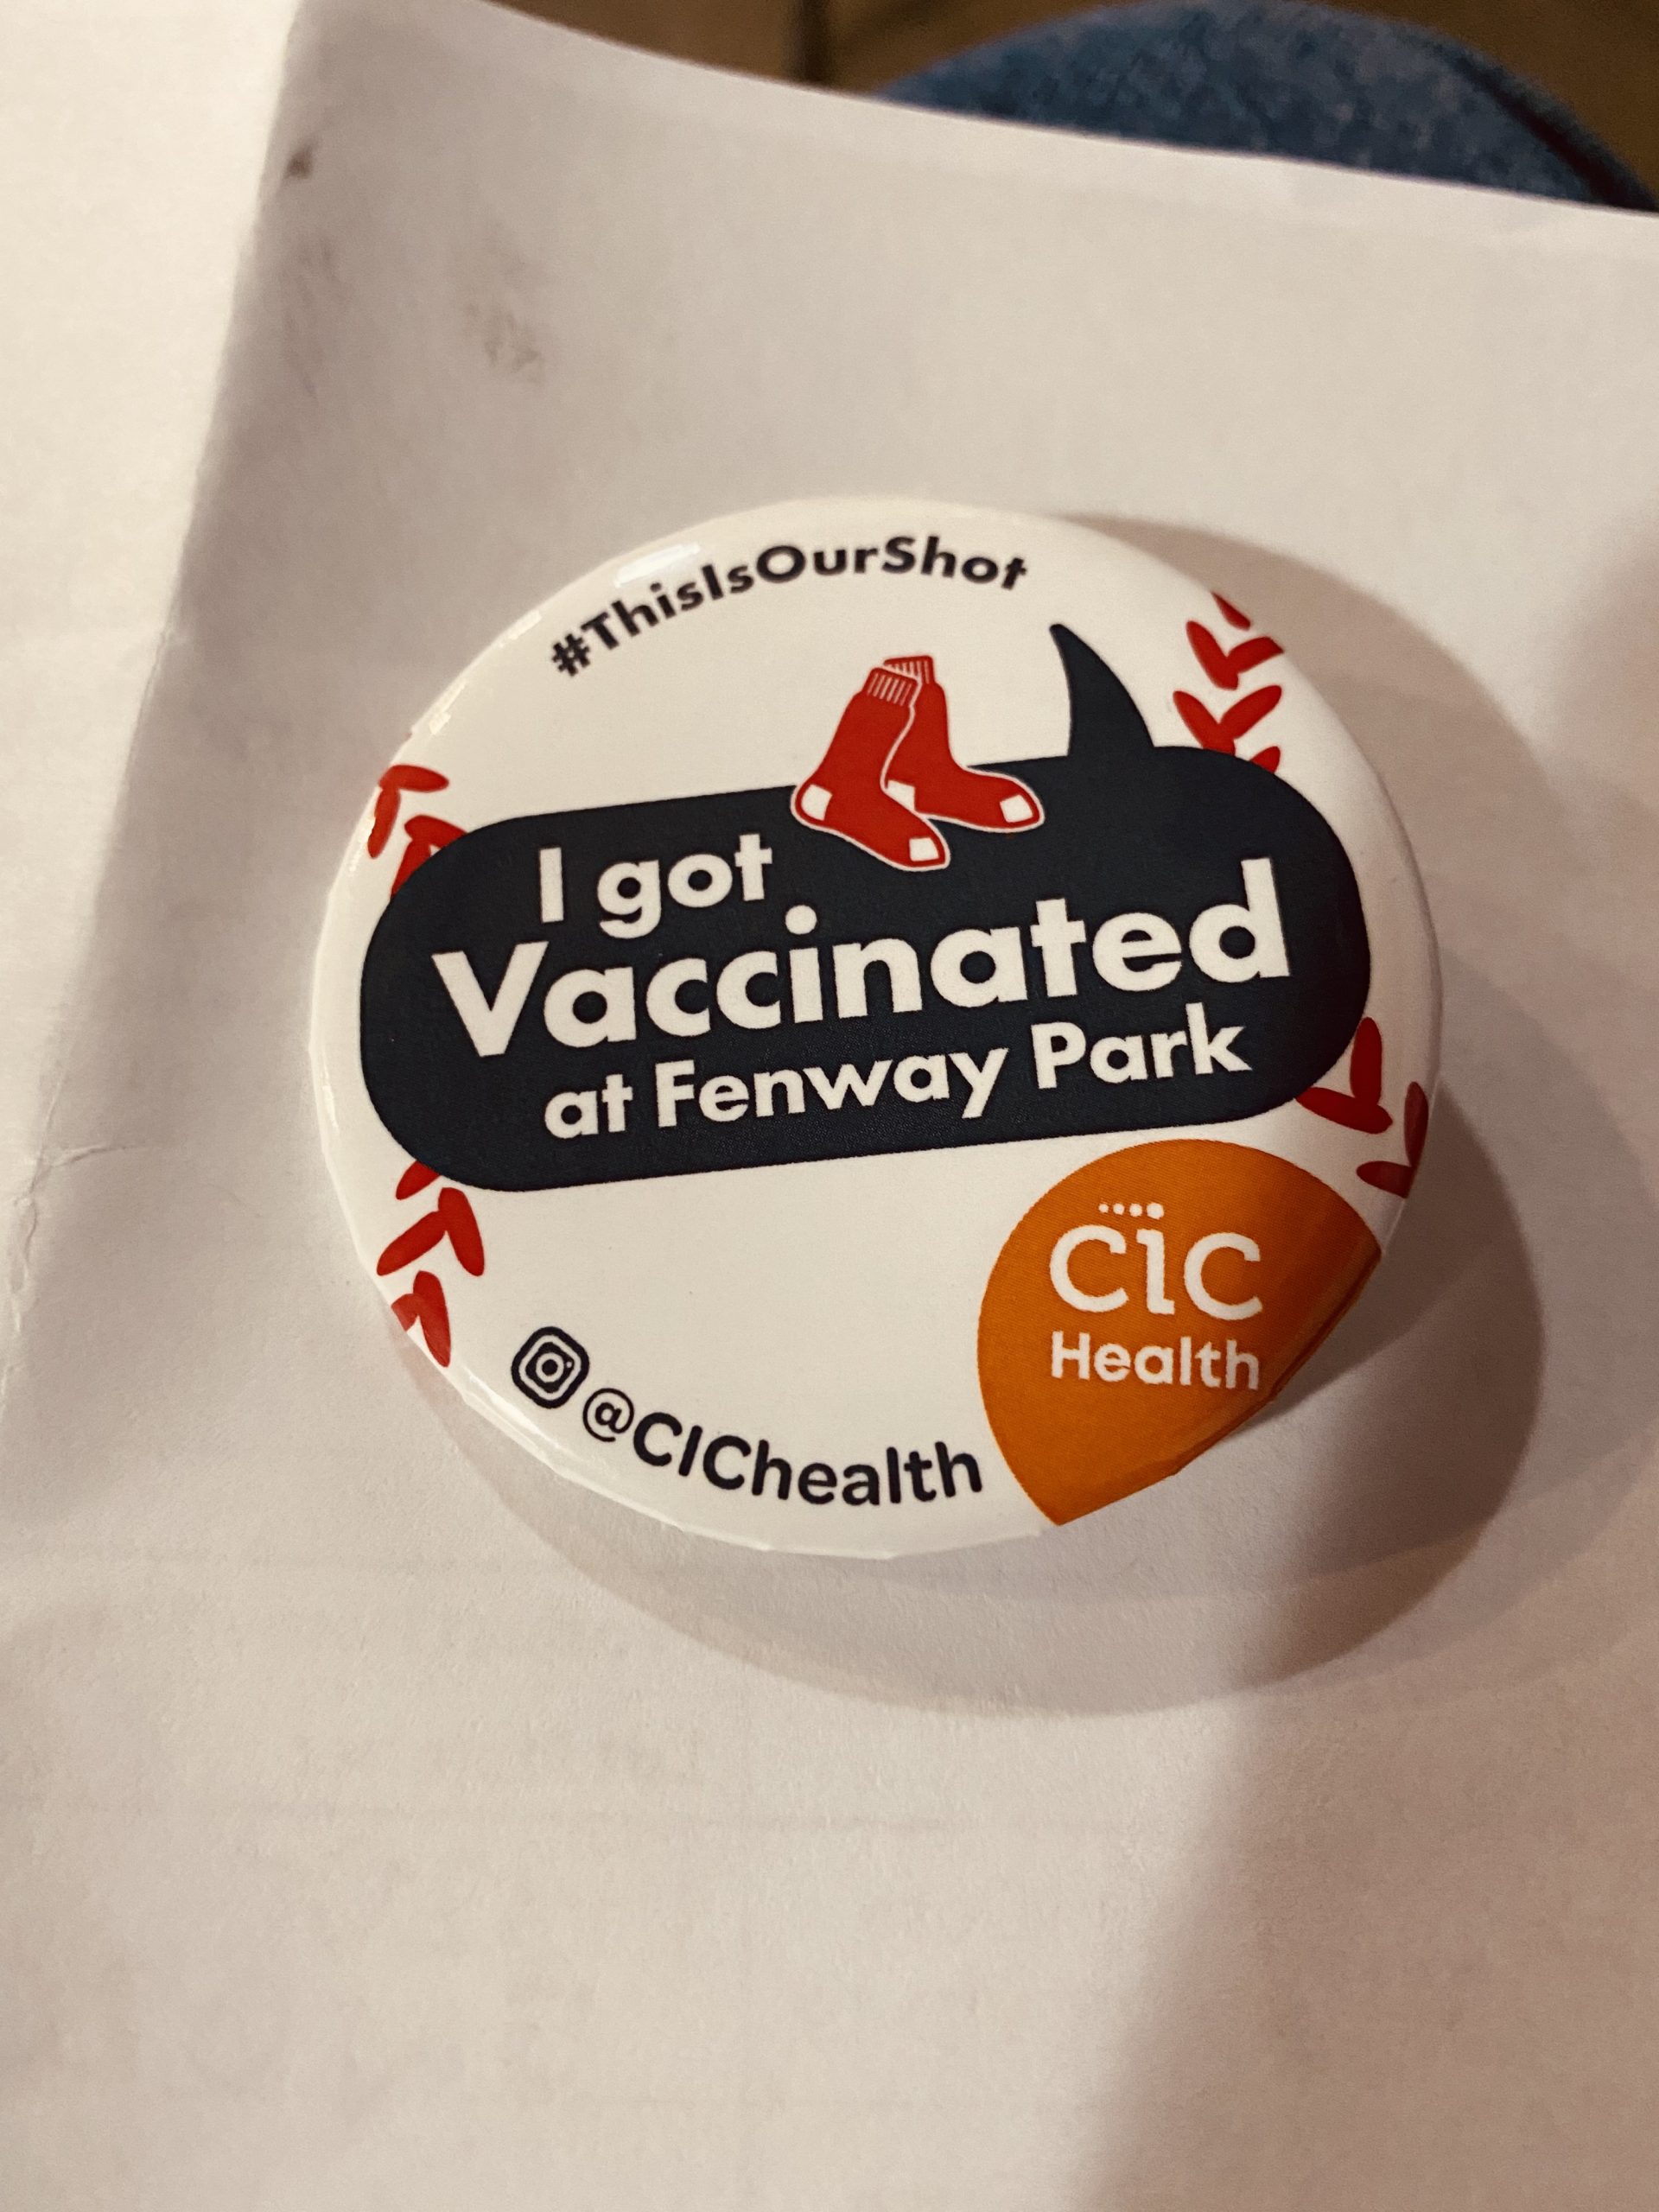 #ThisIsOurShot
I got
Vaccinated
at Fenway Park
cic
Health
@CIChealth